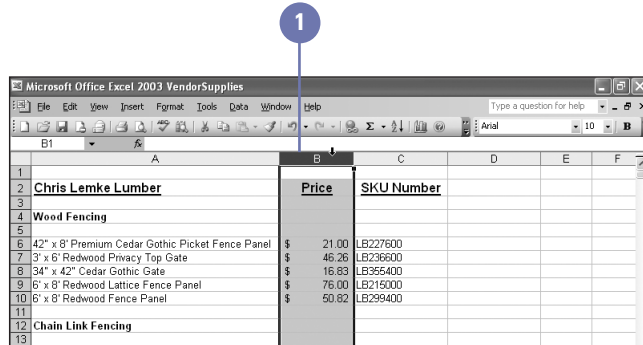 1
Microsoft Office Excel 2003 VendorSupplies
File Edit View Insert Format Tools Data Window Help Type a question for help
Arial 10 B
B1 fx
A B C D E F
1
2 Chris Lemke Lumber Price SKU Number
3
4 Wood Fencing
5
6 42" x 8' Premium Cedar Gothic Picket Fence Panel $ 21.00 LB227600
7 3' x 6' Redwood Privacy Top Gate $ 46.26 LB236600
8 34" x 42" Cedar Gothic Gate $ 16.83 LB355400
9 6' x 8' Redwood Lattice Fence Panel $ 76.00 LB215000
10 6' x 8' Redwood Fence Panel $ 50.82 LB299400
11
12 Chain Link Fencing
13